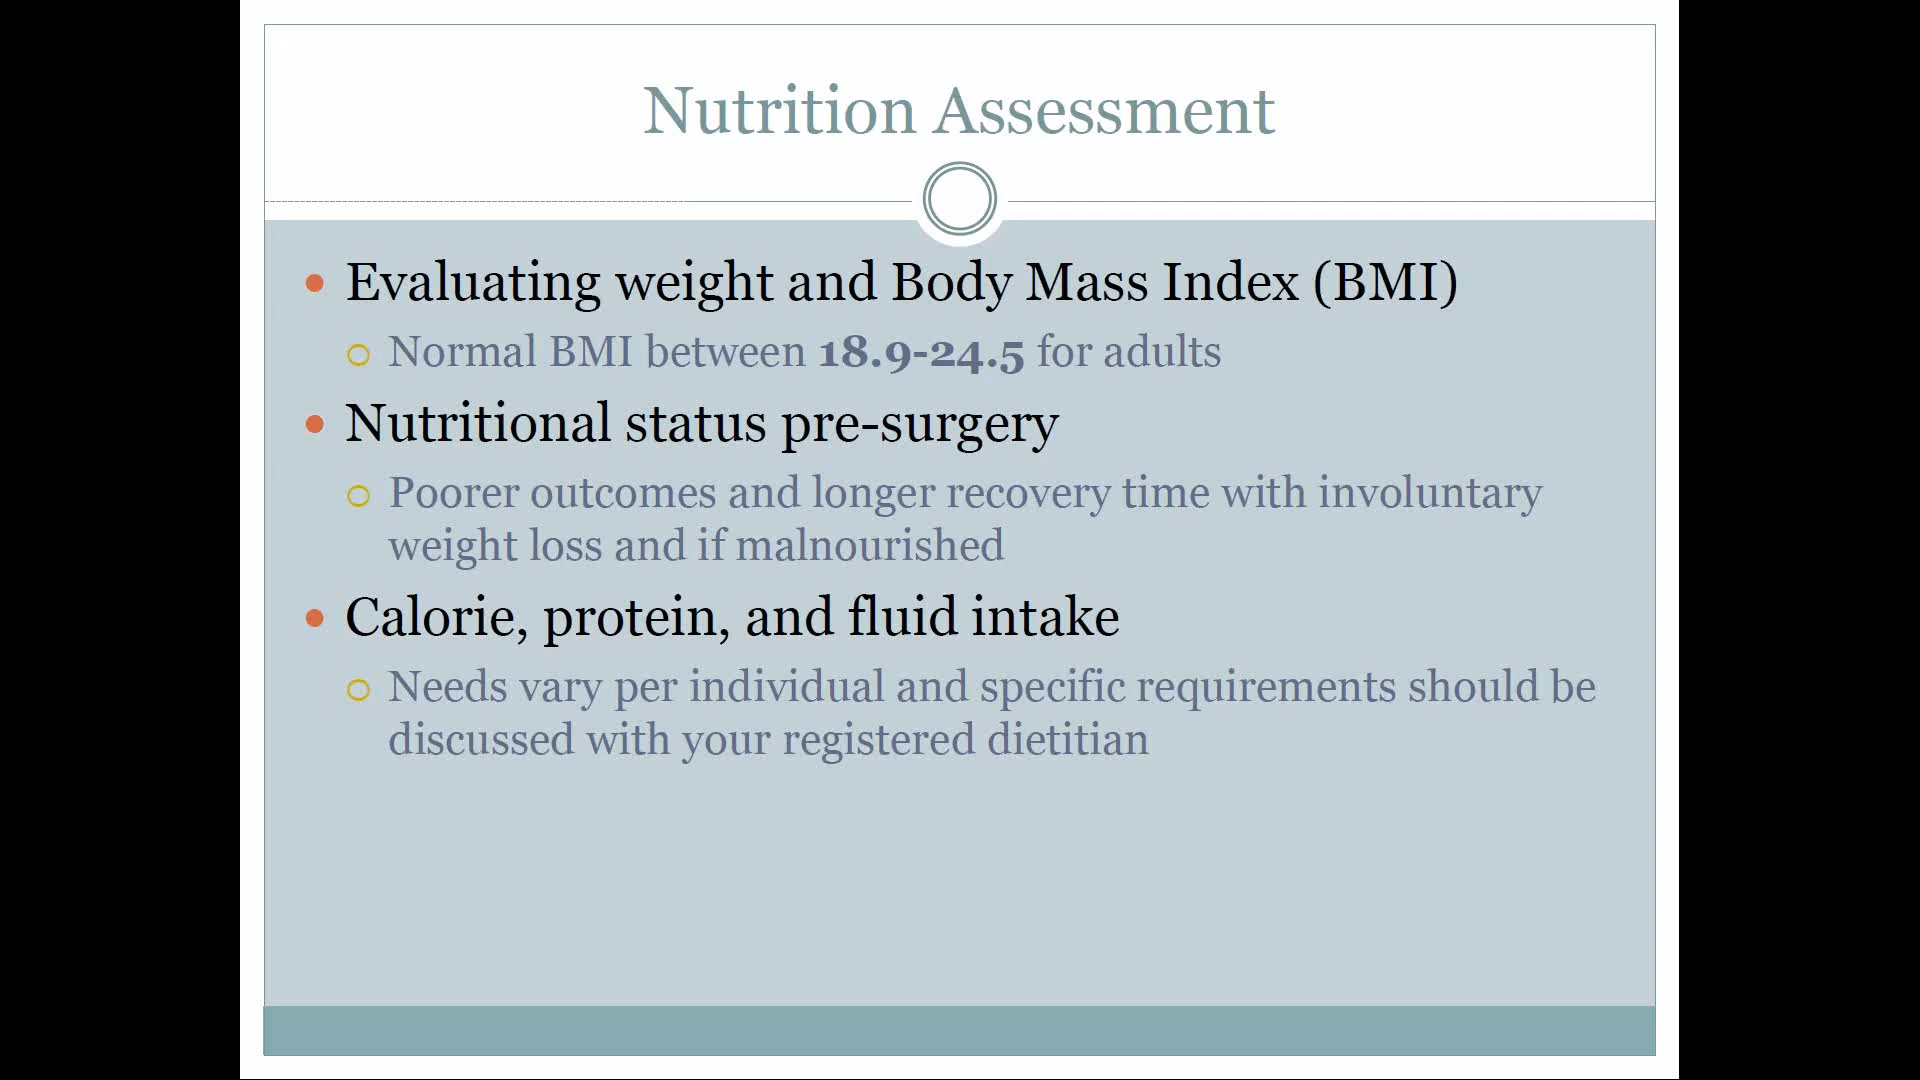 Nutrition Assessment
Evaluating weight and Body Mass Index (BMI)
Normal BMI between 18.9-24.5 for adults
Nutritional status pre-surgery
Poorer outcomes and longer recovery time with involuntary
weight loss and if malnourished
Calorie, protein, and fluid intake
Needs vary per individual and specific requirements should be
discussed with your registered dietitian